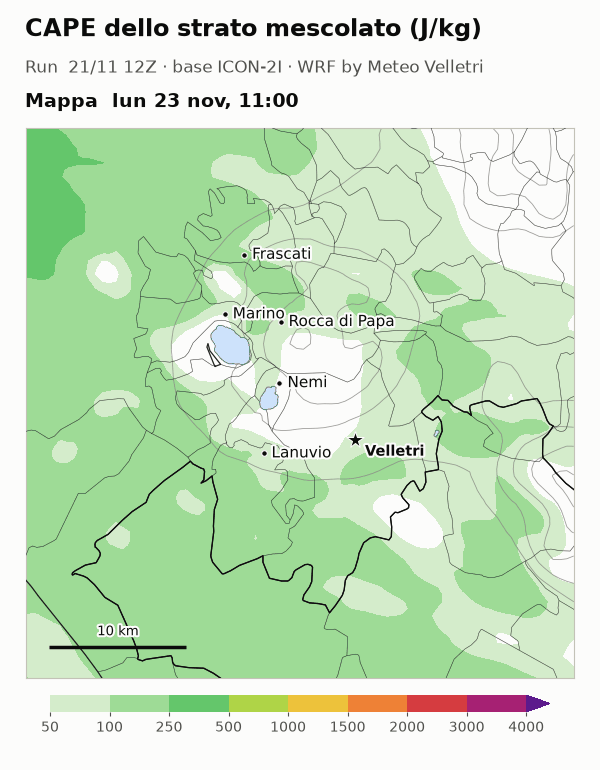 CAPE dello strato mescolato (J/kg)
Run  21/11 12Z · base ICON-2I · WRF by Meteo Velletri
Mappa  lun 23 nov, 11:00
Frascati
Marino
Rocca di Papa
Nemi
Velletri
Lanuvio
10 km
50 100 250 500 1000 1500 2000 3000 4000